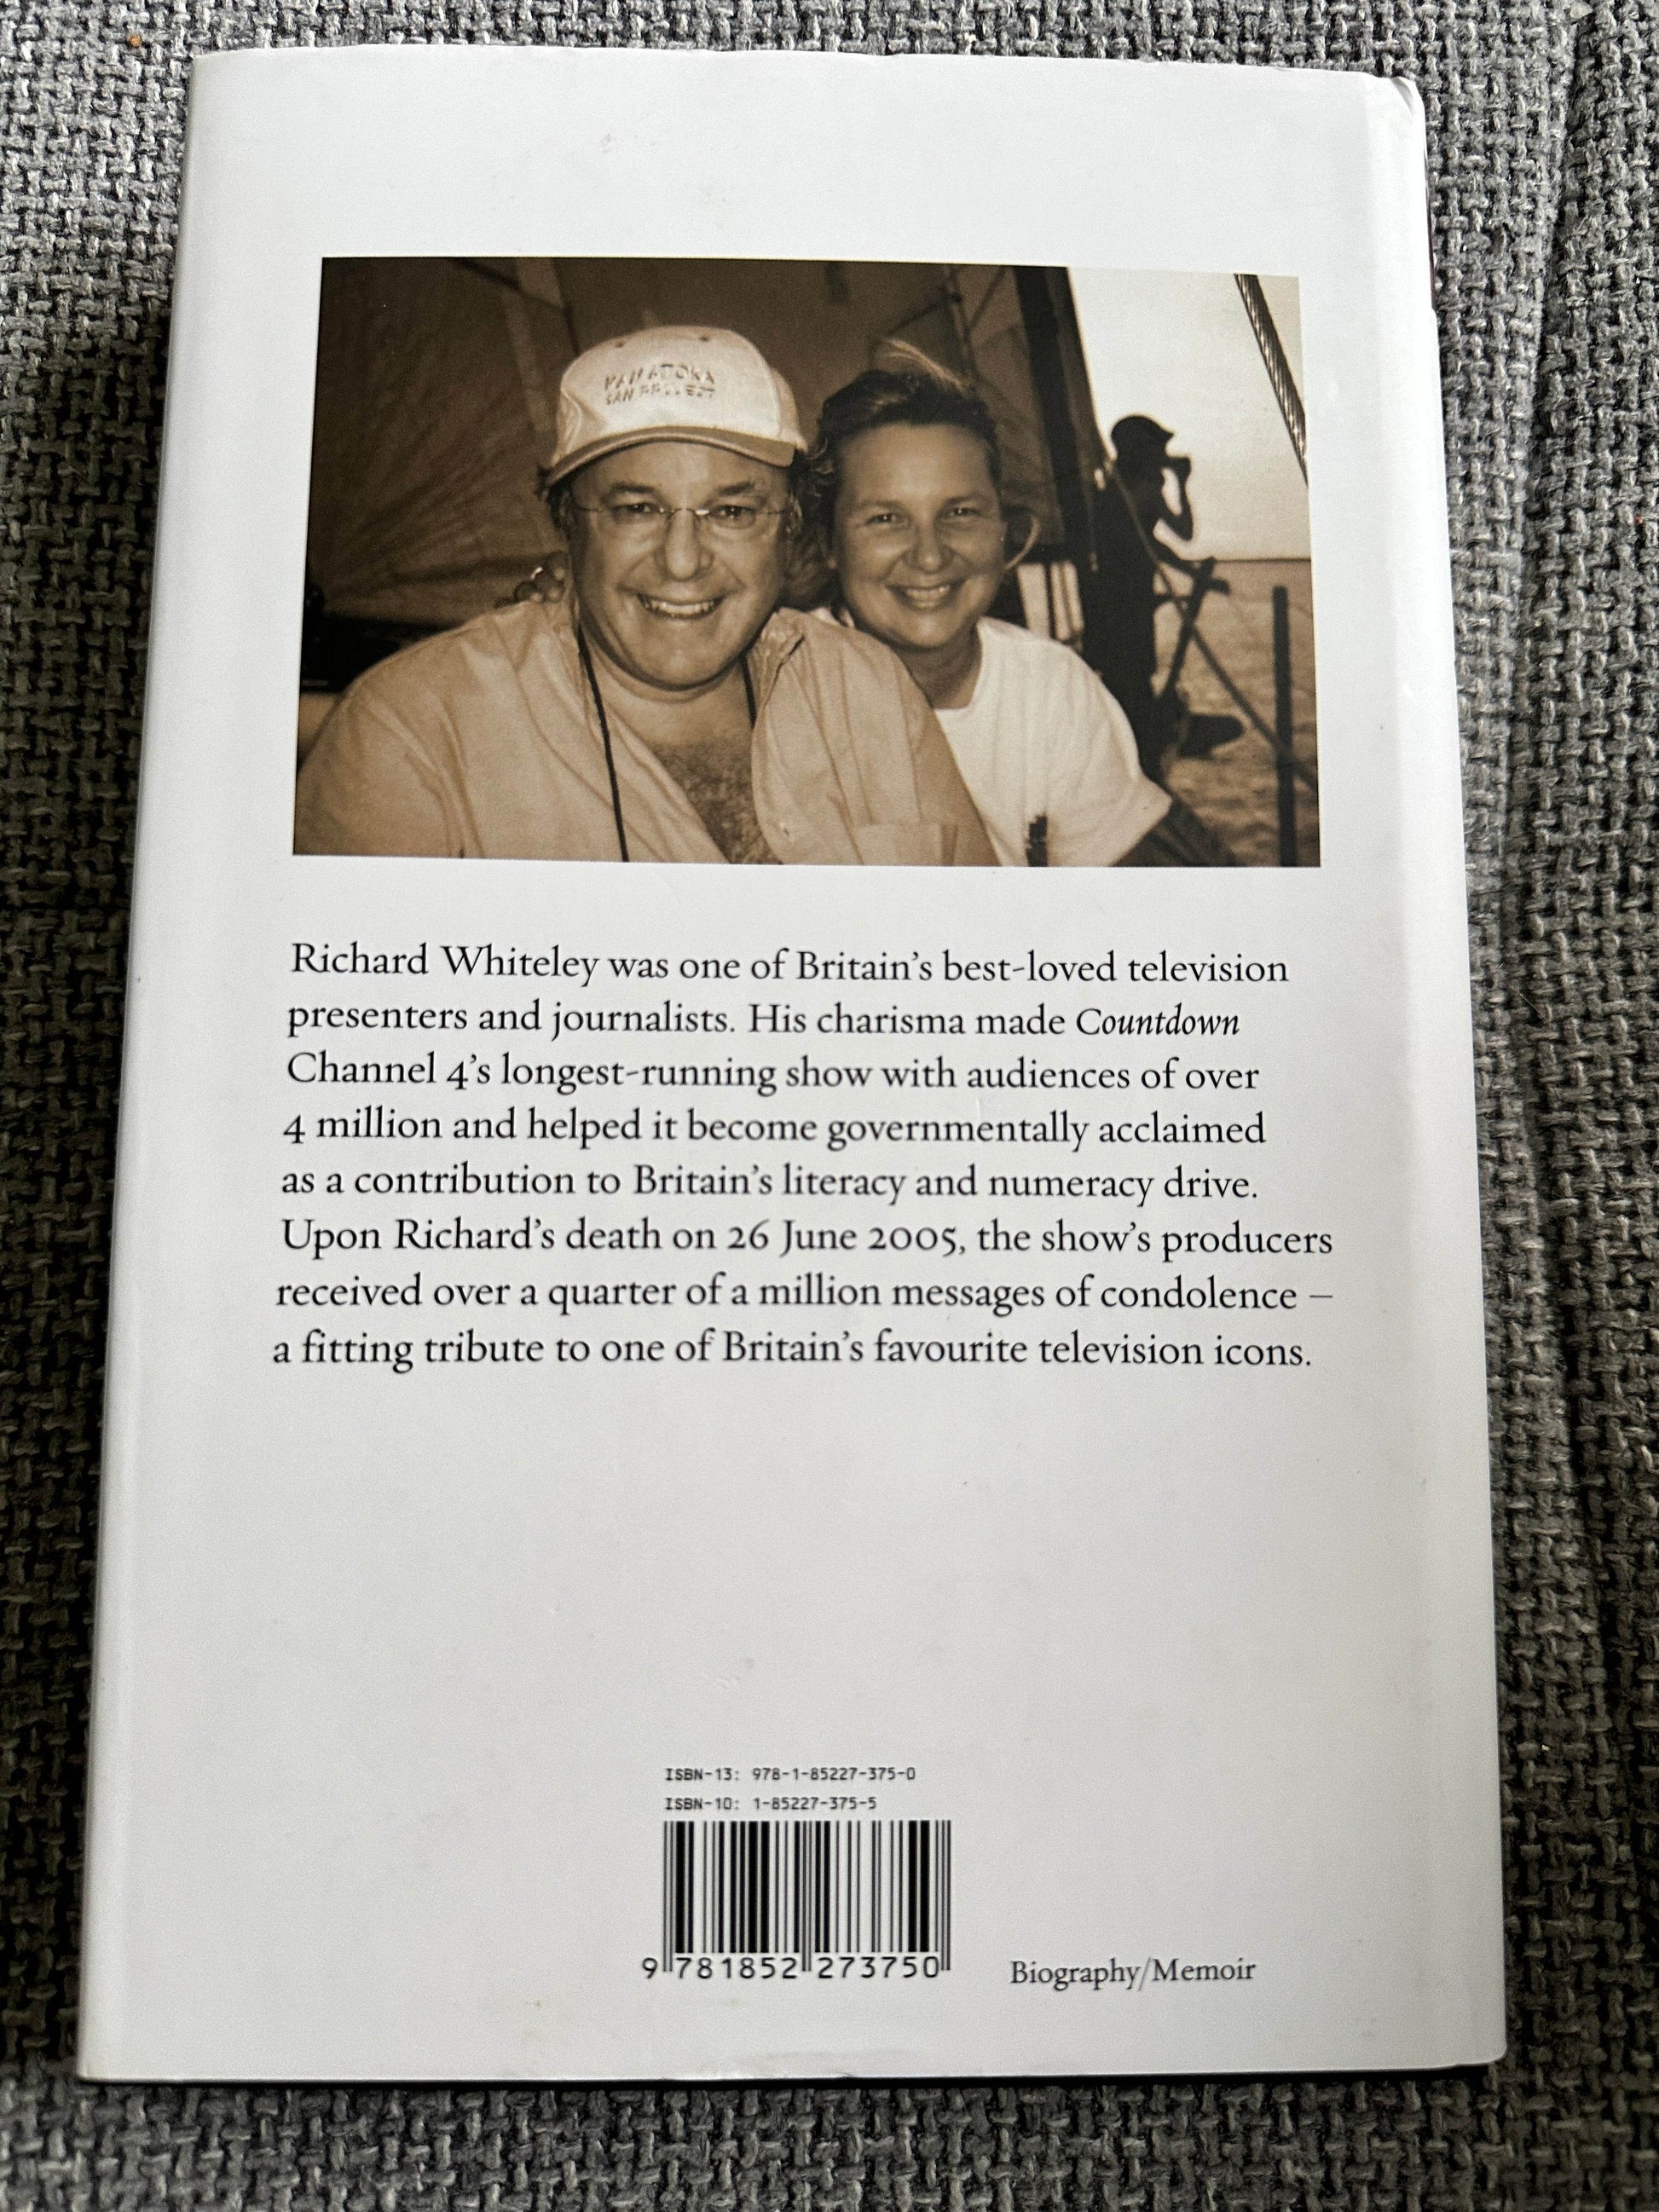 Richard Whiteley was one of Britain's best-loved television
presenters and journalists. His charisma made Countdown
Channel 4's longest-running show with audiences of over
4 million and helped it become governmentally acclaimed
as a contribution to Britain's literacy and numeracy drive.
Upon Richard's death on 26 June 2005, the show's producers
received over a quarter of a million messages of condolence –
a fitting tribute to one of Britain's favourite television icons.
ISBN-13: 978-1-85227-375-0
ISBN-10: 1-85227-375-5
9 781852 273750
Biography/Memoir